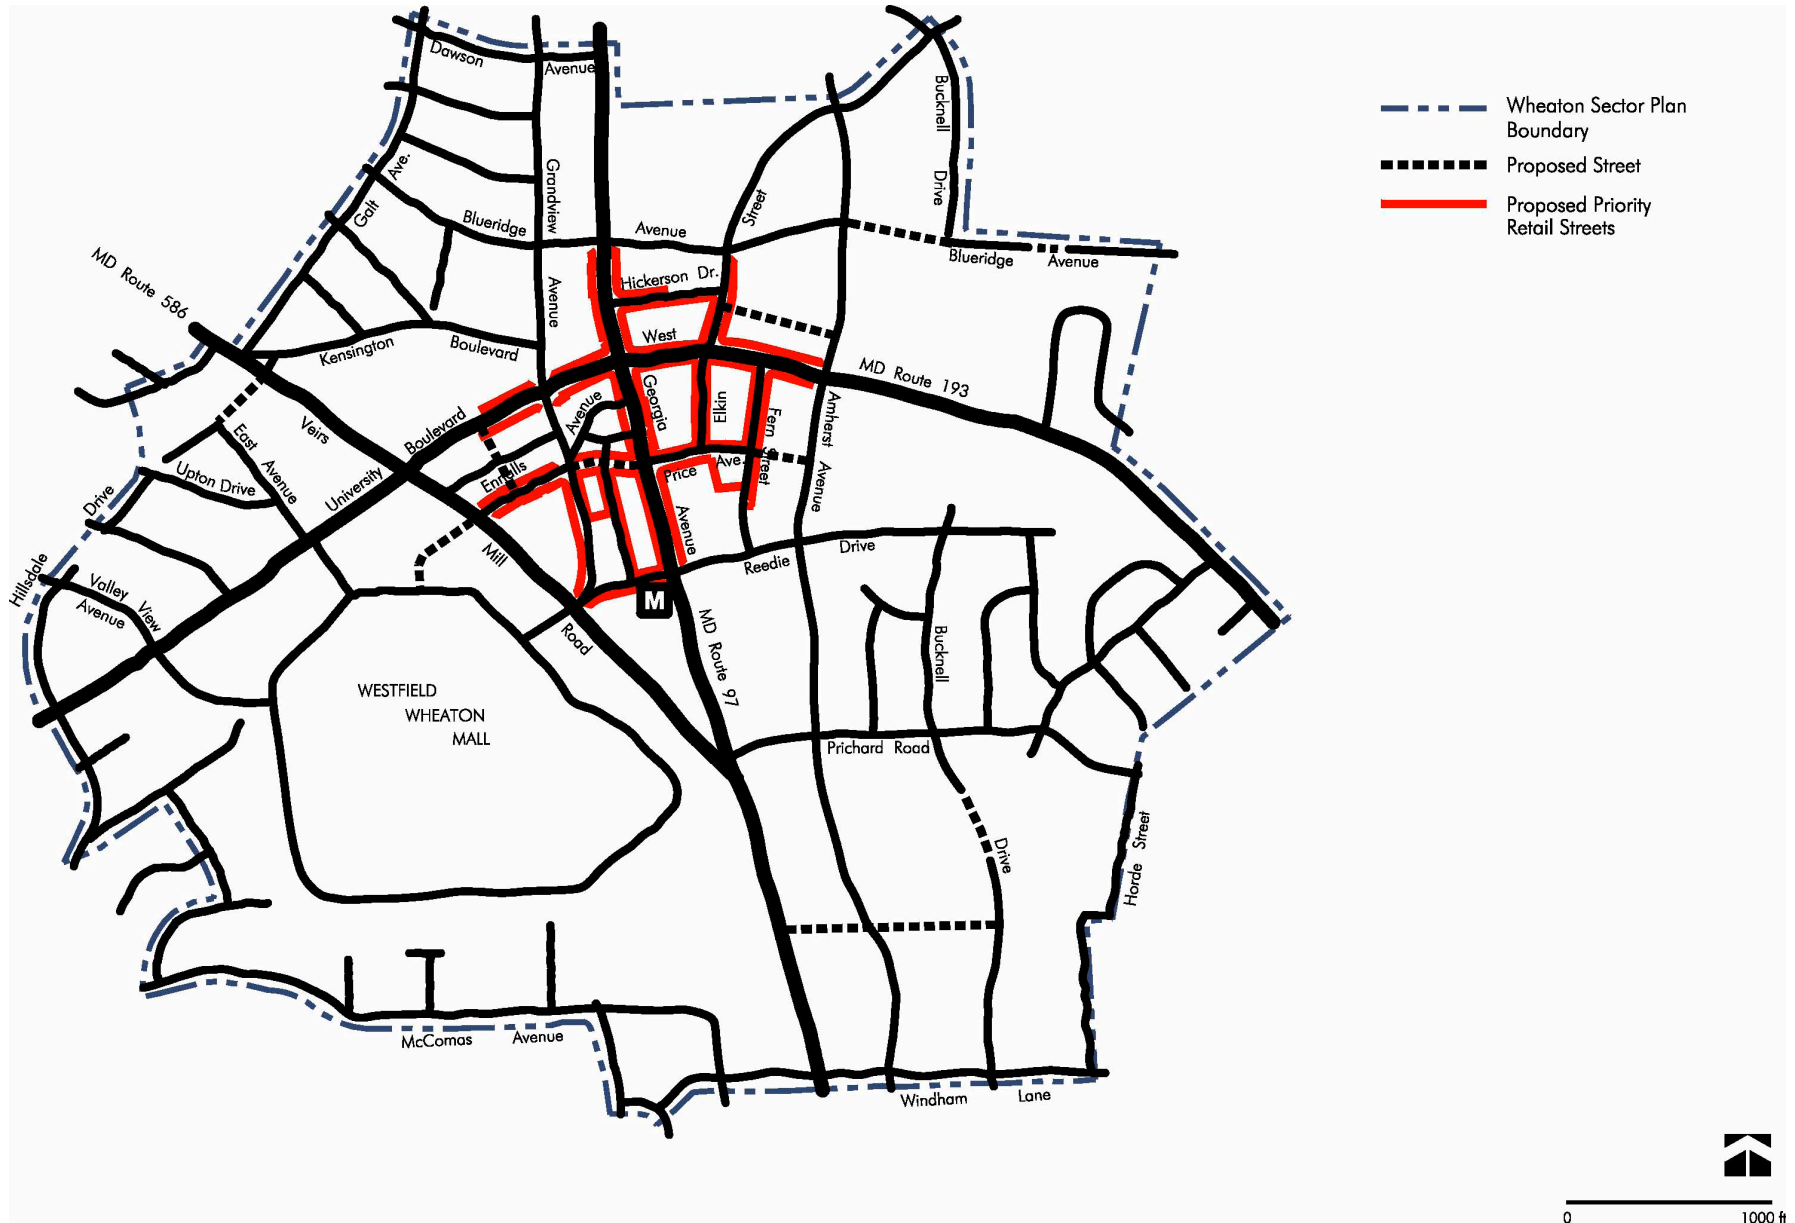 Dawson
Avenue
Bucknell
Drive
Wheaton Sector Plan
Boundary
Proposed Street
Proposed Priority
Retail Streets
Galt
Ave.
Grandview
Avenue
Blueridge
Avenue
Street
Blueridge
Avenue
MD Route 586
Hickerson Dr.
Kensington
Boulevard
West
MD Route 193
Veirs
Boulevard
University
Avenue
Georgia
Elkin
Fern Street
Amherst
Avenue
East
Avenue
Upton Drive
Ennalls
Price
Ave.
Avenue
Hillsdale
Drive
Valley View
Avenue
Mill
Road
Reedie
Drive
M
MD Route 97
Bucknell
WESTFIELD
WHEATON
MALL
Prichard Road
Drive
Horde Street
McComas
Avenue
Windham
Lane
0
1000 ft